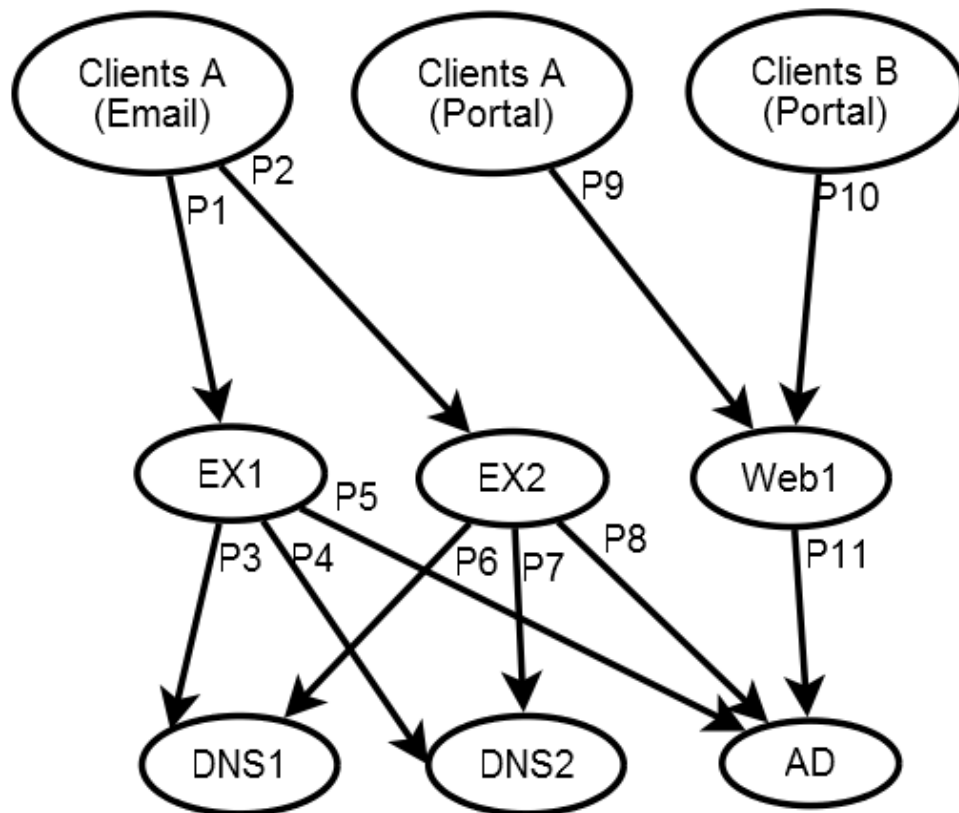 Clients A
(Email)
Clients A
(Portal)
Clients B
(Portal)
P1
P2
P9
P10
EX1
EX2
Web1
P3
P4
P5
P6
P7
P8
P11
DNS1
DNS2
AD